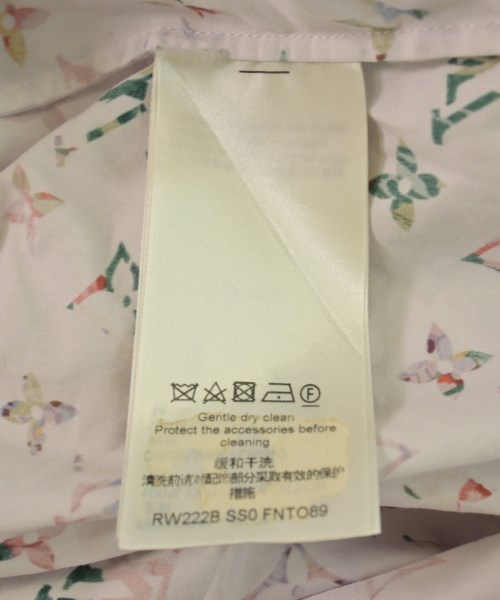 F
Gentle dry clean
Protect the accessories before
cleaning
缓和干洗
清洗前请对配饰部分采取有效的保护
措施
RW222B SS0 FNTO89